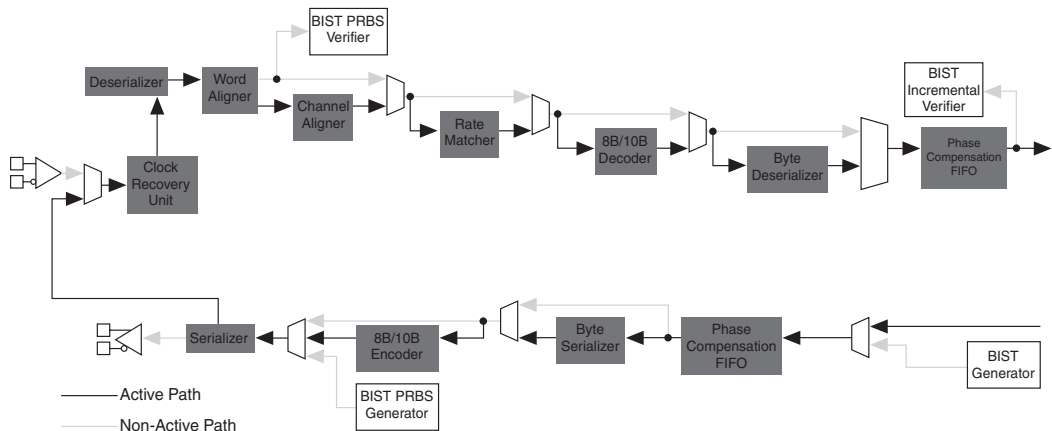 BIST PRBS
Verifier
Deserializer
Word
Aligner
Channel
Aligner
Rate
Matcher
8B/10B
Decoder
Byte
Deserializer
BIST
Incremental
Verifier
Phase
Compensation
FIFO
Clock
Recovery
Unit
Serializer
8B/10B
Encoder
BIST PRBS
Generator
Byte
Serializer
Phase
Compensation
FIFO
BIST
Generator
Active Path
Non-Active Path